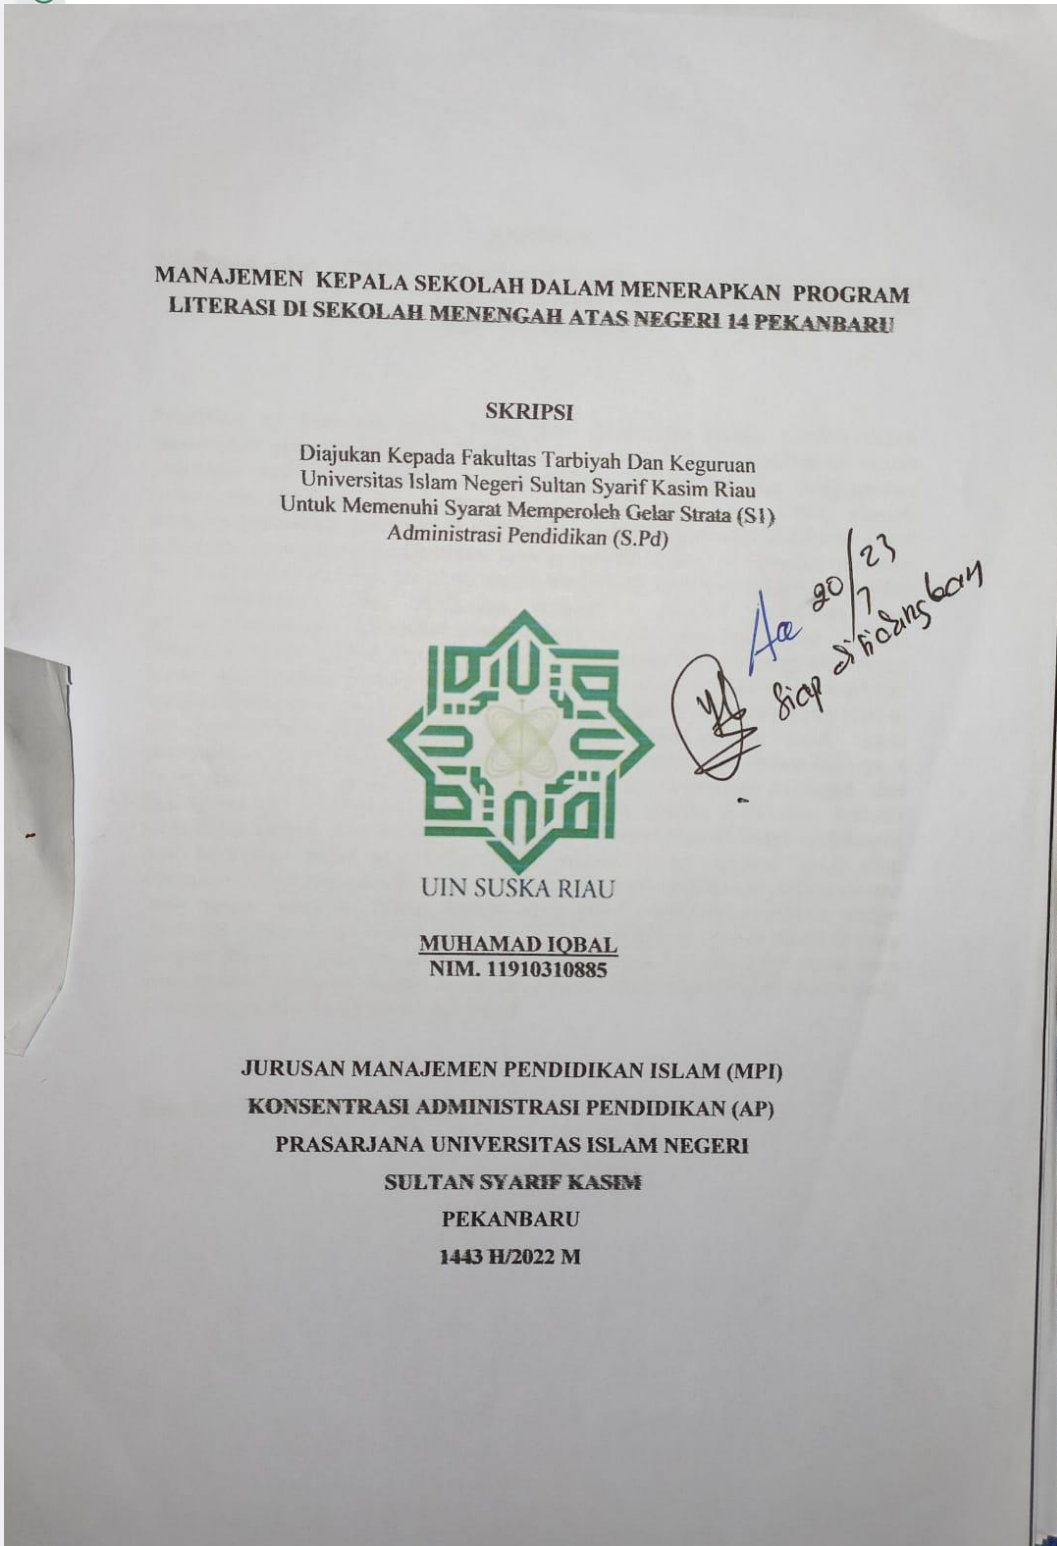 MANAJEMEN KEPALA SEKOLAH DALAM MENERAPKAN PROGRAM
LITERASI DI SEKOLAH MENENGAH ATAS NEGERI 14 PEKANBARU
SKRIPSI
Diajukan Kepada Fakultas Tarbiyah Dan Keguruan
Universitas Islam Negeri Sultan Syarif Kasim Riau
Untuk Memenuhi Syarat Memperoleh Gelar Strata (S1)
Administrasi Pendidikan (S.Pd)
Acc 20/7 23
Siap disidangkan
UIN SUSKA RIAU
MUHAMAD IQBAL
NIM. 11910310885
JURUSAN MANAJEMEN PENDIDIKAN ISLAM (MPI)
KONSENTRASI ADMINISTRASI PENDIDIKAN (AP)
PRASARJANA UNIVERSITAS ISLAM NEGERI
SULTAN SYARIF KASIM
PEKANBARU
1443 H/2022 M